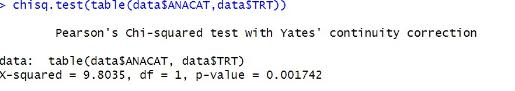 > chisq.test(table(data$ANACAT,data$TRT))
Pearson's Chi-squared test with Yates' continuity correction
data:  table(data$ANACAT, data$TRT)
X-squared = 9.8035, df = 1, p-value = 0.001742